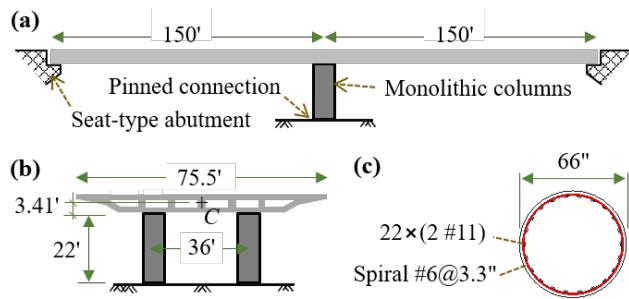 (a)
150'
150'
Pinned connection
Monolithic columns
Seat-type abutment
(b)
75.5'
3.41'
C
22'
36'
(c)
66"
22×(2 #11)
Spiral #6@3.3"